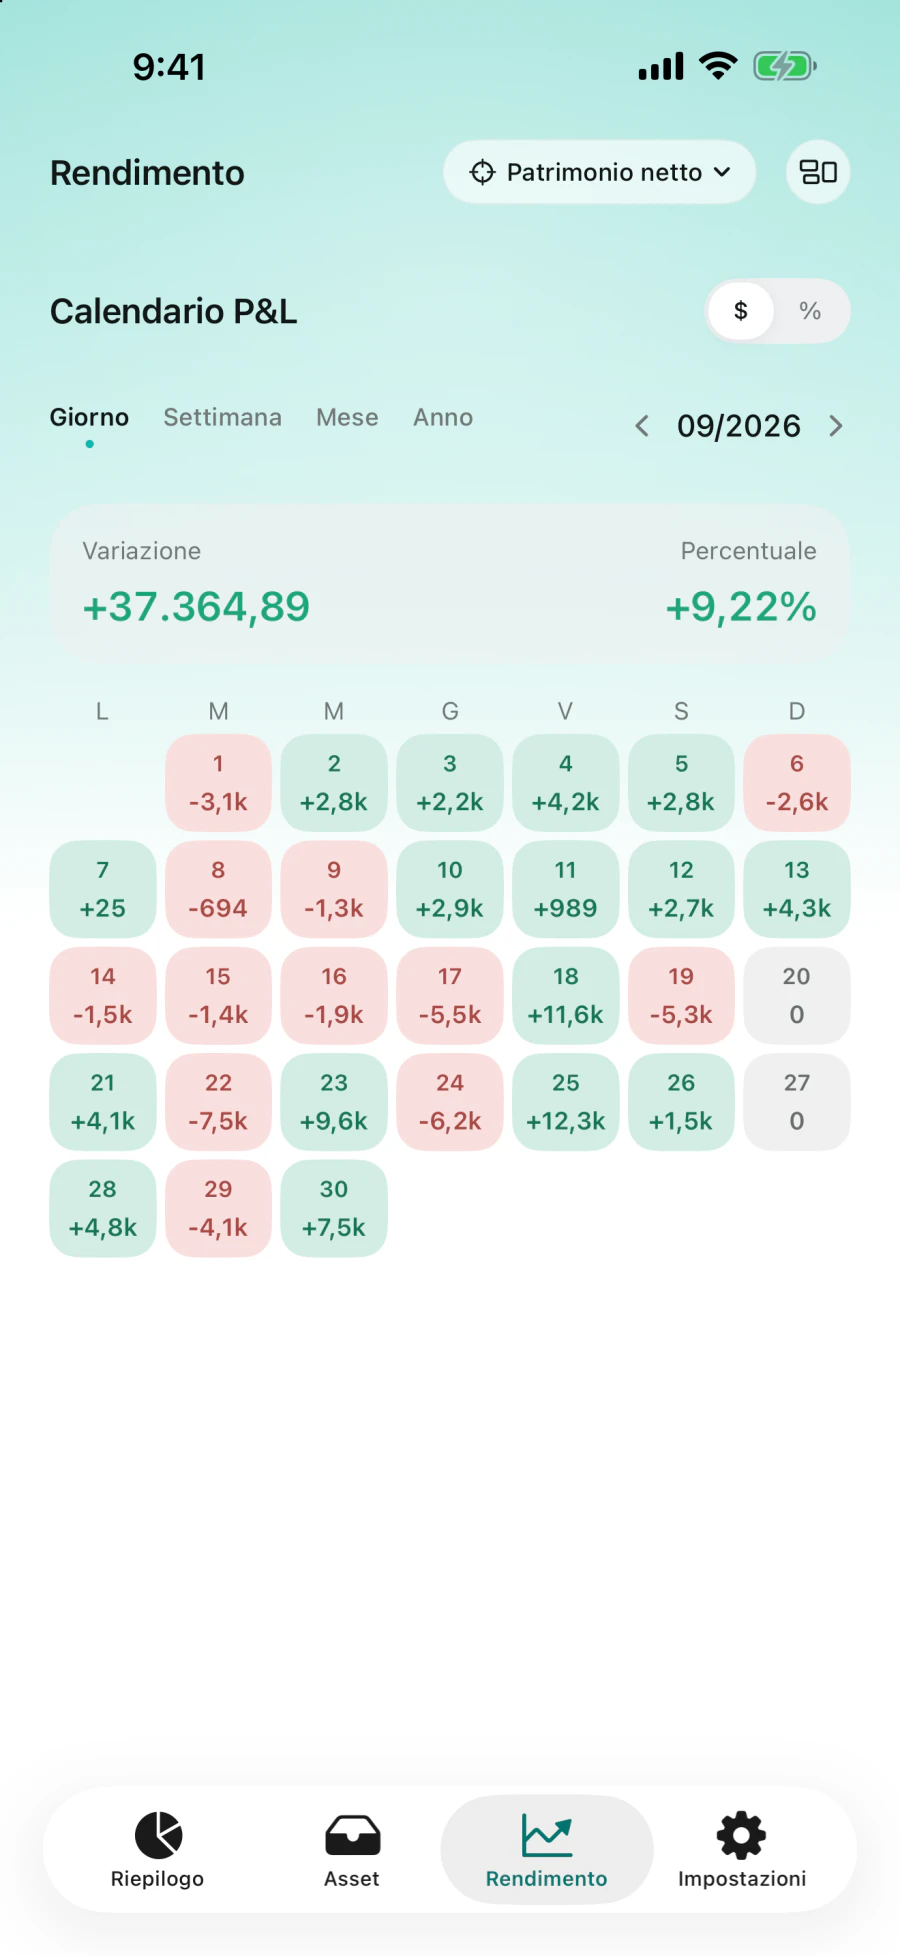 9:41
Rendimento
Patrimonio netto
Calendario P&L
$ %
Giorno Settimana Mese Anno
09/2026
Variazione Percentuale
+37.364,89 +9,22%
L M M G V S D
1 2 3 4 5 6
-3,1k +2,8k +2,2k +4,2k +2,8k -2,6k
7 8 9 10 11 12 13
+25 -694 -1,3k +2,9k +989 +2,7k +4,3k
14 15 16 17 18 19 20
-1,5k -1,4k -1,9k -5,5k +11,6k -5,3k 0
21 22 23 24 25 26 27
+4,1k -7,5k +9,6k -6,2k +12,3k +1,5k 0
28 29 30
+4,8k -4,1k +7,5k
Riepilogo Asset Rendimento Impostazioni